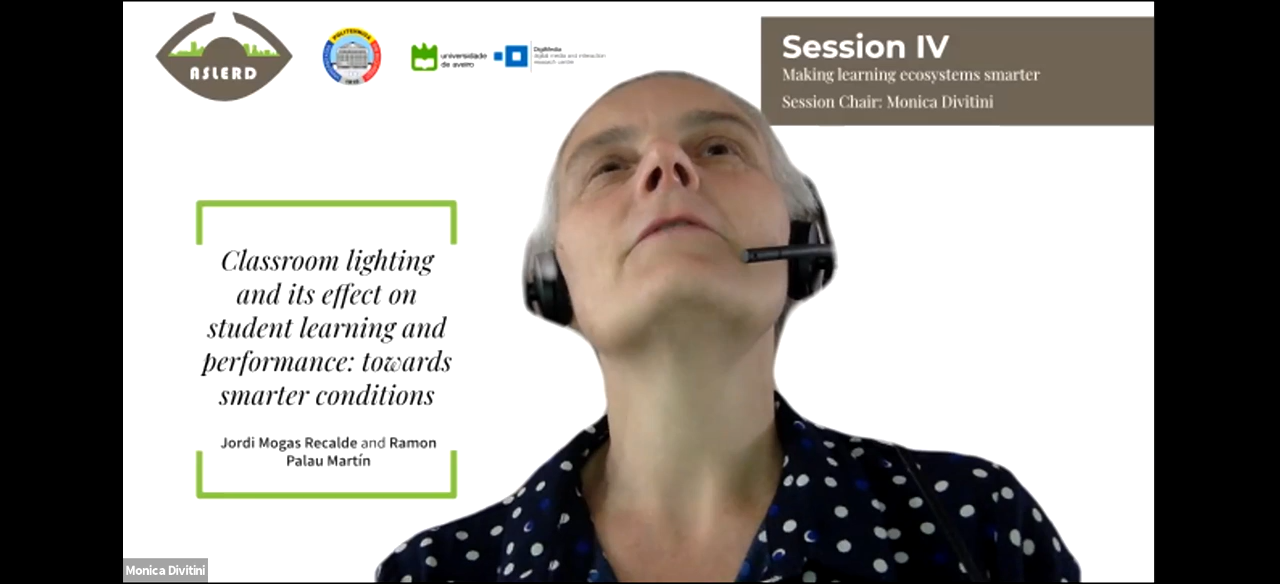 ASLERD
POLITEHNICA
1818
universidade
de aveiro
DigiMedia
digital media and interaction
research centre
Session IV
Making learning ecosystems smarter
Session Chair: Monica Divitini
Classroom lighting
and its effect on
student learning and
performance: towards
smarter conditions
Jordi Mogas Recalde and Ramon
Palau Martín
Monica Divitini